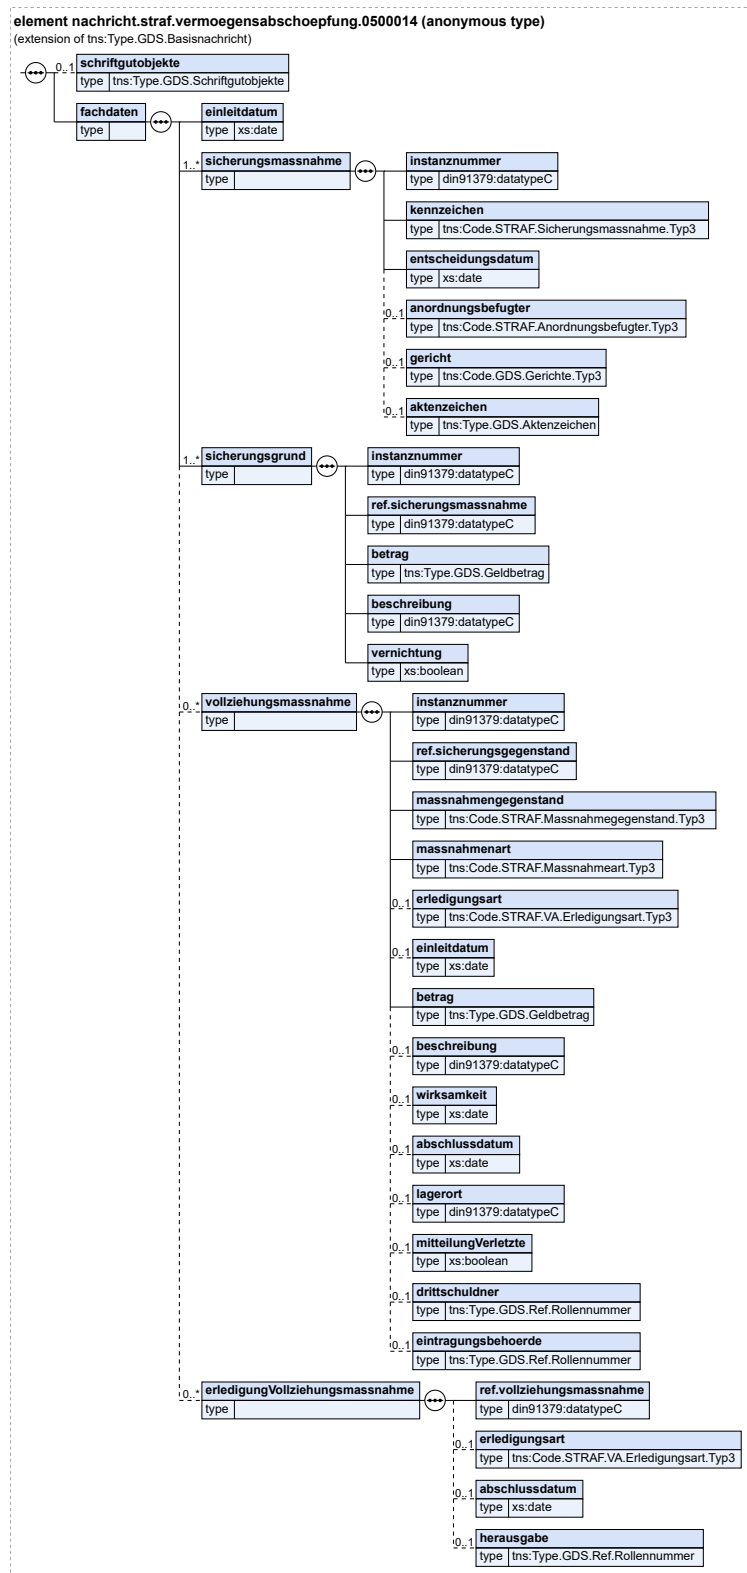 element nachricht.straf.vermoegensabschoepfung.0500014 (anonymous type)
(extension of tns:Type.GDS.Basisnachricht)
0..1 schriftgutobjekte
type tns:Type.GDS.Schriftgutobjekte
fachdaten
type
einleitdatum
type xs:date
1..* sicherungsmassnahme
type
instanznummer
type din91379:datatypeC
kennzeichen
type tns:Code.STRAF.Sicherungsmassnahme.Typ3
entscheidungsdatum
type xs:date
0..1 anordnungsbefugter
type tns:Code.STRAF.Anordnungsbefugter.Typ3
0..1 gericht
type tns:Code.GDS.Gerichte.Typ3
0..1 aktenzeichen
type tns:Type.GDS.Aktenzeichen
1..* sicherungsgrund
type
instanznummer
type din91379:datatypeC
ref.sicherungsmassnahme
type din91379:datatypeC
betrag
type tns:Type.GDS.Geldbetrag
beschreibung
type din91379:datatypeC
vernichtung
type xs:boolean
0..* vollziehungsmassnahme
type
instanznummer
type din91379:datatypeC
ref.sicherungsgegenstand
type din91379:datatypeC
massnahmengegenstand
type tns:Code.STRAF.Massnahmegegenstand.Typ3
massnahmenart
type tns:Code.STRAF.Massnahmeart.Typ3
0..1 erledigungsart
type tns:Code.STRAF.VA.Erledigungsart.Typ3
0..1 einleitdatum
type xs:date
betrag
type tns:Type.GDS.Geldbetrag
0..1 beschreibung
type din91379:datatypeC
0..1 wirksamkeit
type xs:date
0..1 abschlussdatum
type xs:date
0..1 lagerort
type din91379:datatypeC
0..1 mitteilungVerletzte
type xs:boolean
0..1 drittschuldner
type tns:Type.GDS.Ref.Rollennummer
0..1 eintragungsbehoerde
type tns:Type.GDS.Ref.Rollennummer
0..* erledigungVollziehungsmassnahme
type
ref.vollziehungsmassnahme
type din91379:datatypeC
0..1 erledigungsart
type tns:Code.STRAF.VA.Erledigungsart.Typ3
0..1 abschlussdatum
type xs:date
0..1 herausgabe
type tns:Type.GDS.Ref.Rollennummer